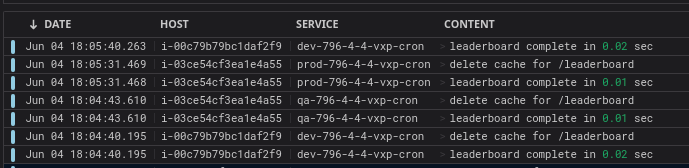 ↓ DATE HOST SERVICE CONTENT
Jun 04 18:05:40.263 i-00c79b79bc1daf2f9 dev-796-4-4-vxp-cron > leaderboard complete in 0.02 sec
Jun 04 18:05:31.469 i-03ce54cf3ea1e4a55 prod-796-4-4-vxp-cron > delete cache for /leaderboard
Jun 04 18:05:31.468 i-03ce54cf3ea1e4a55 prod-796-4-4-vxp-cron > leaderboard complete in 0.01 sec
Jun 04 18:04:43.610 i-03ce54cf3ea1e4a55 qa-796-4-4-vxp-cron > delete cache for /leaderboard
Jun 04 18:04:43.610 i-03ce54cf3ea1e4a55 qa-796-4-4-vxp-cron > leaderboard complete in 0.01 sec
Jun 04 18:04:40.195 i-00c79b79bc1daf2f9 dev-796-4-4-vxp-cron > delete cache for /leaderboard
Jun 04 18:04:40.195 i-00c79b79bc1daf2f9 dev-796-4-4-vxp-cron > leaderboard complete in 0.02 sec